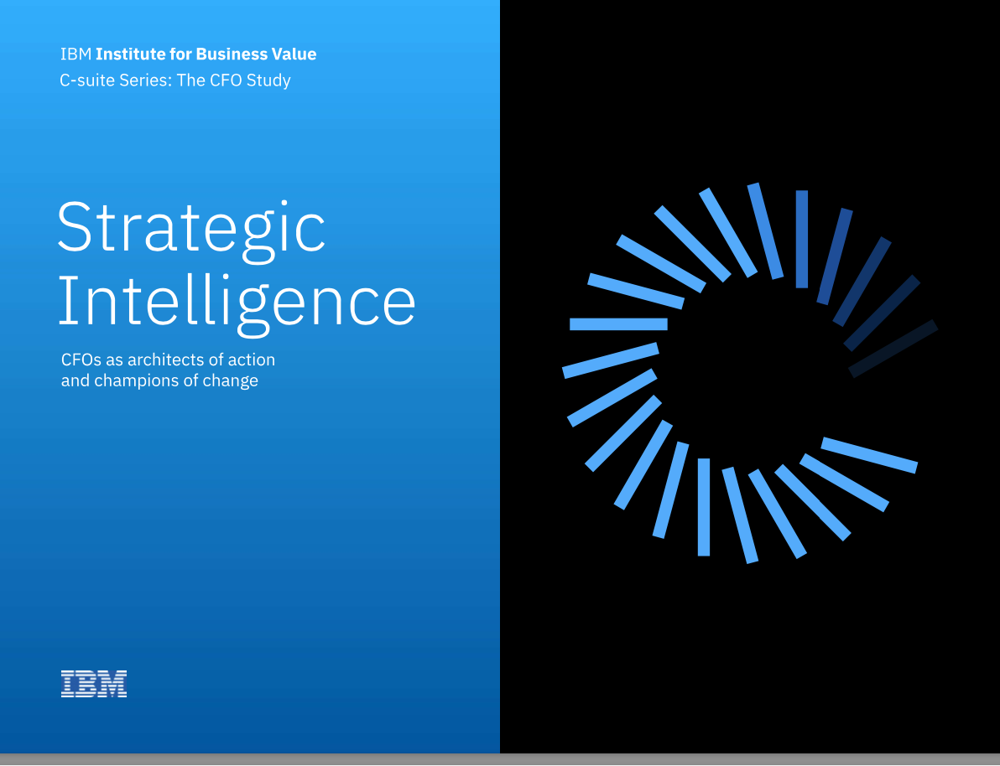 IBM Institute for Business Value
C-suite Series: The CFO Study
Strategic
Intelligence
CFOs as architects of action
and champions of change
IBM